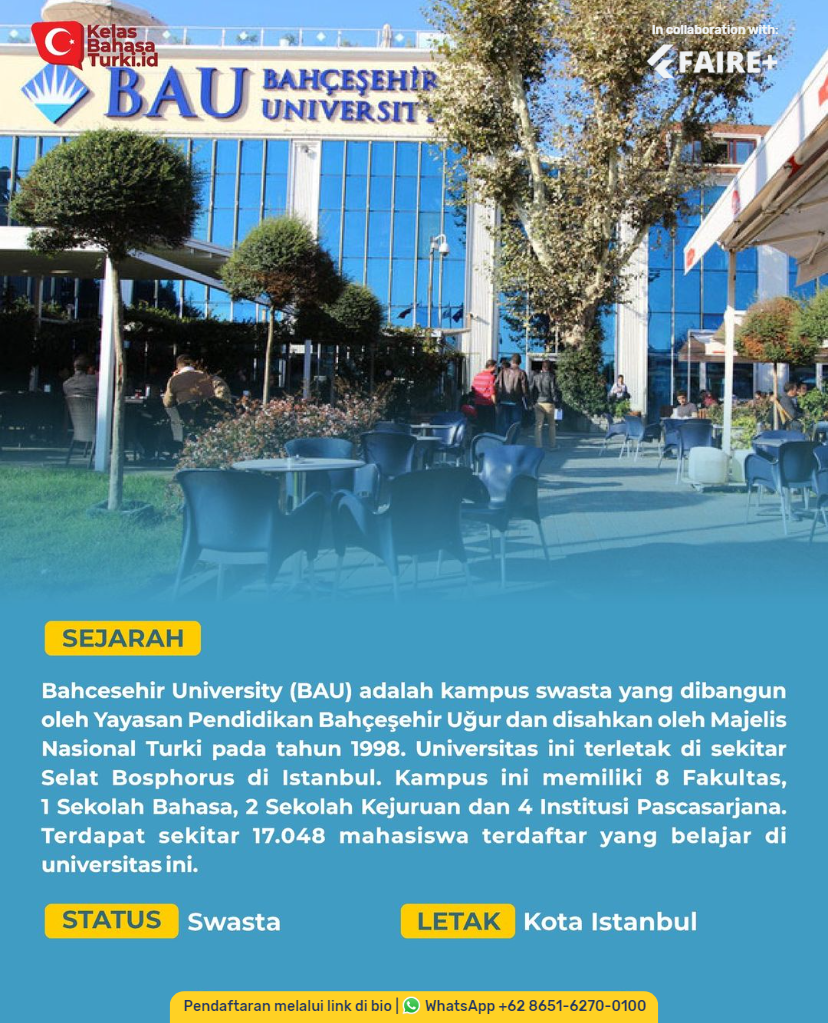 Kelas
Bahasa
Turki.id
In collaboration with:
FAIRE+
BAU BAHÇEŞEHİR
UNIVERSITY
SEJARAH
Bahcesehir University (BAU) adalah kampus swasta yang dibangun
oleh Yayasan Pendidikan Bahçeşehir Uğur dan disahkan oleh Majelis
Nasional Turki pada tahun 1998. Universitas ini terletak di sekitar
Selat Bosphorus di Istanbul. Kampus ini memiliki 8 Fakultas,
1 Sekolah Bahasa, 2 Sekolah Kejuruan dan 4 Institusi Pascasarjana.
Terdapat sekitar 17.048 mahasiswa terdaftar yang belajar di
universitas ini.
STATUS Swasta
LETAK Kota Istanbul
Pendaftaran melalui link di bio | WhatsApp +62 8651-6270-0100